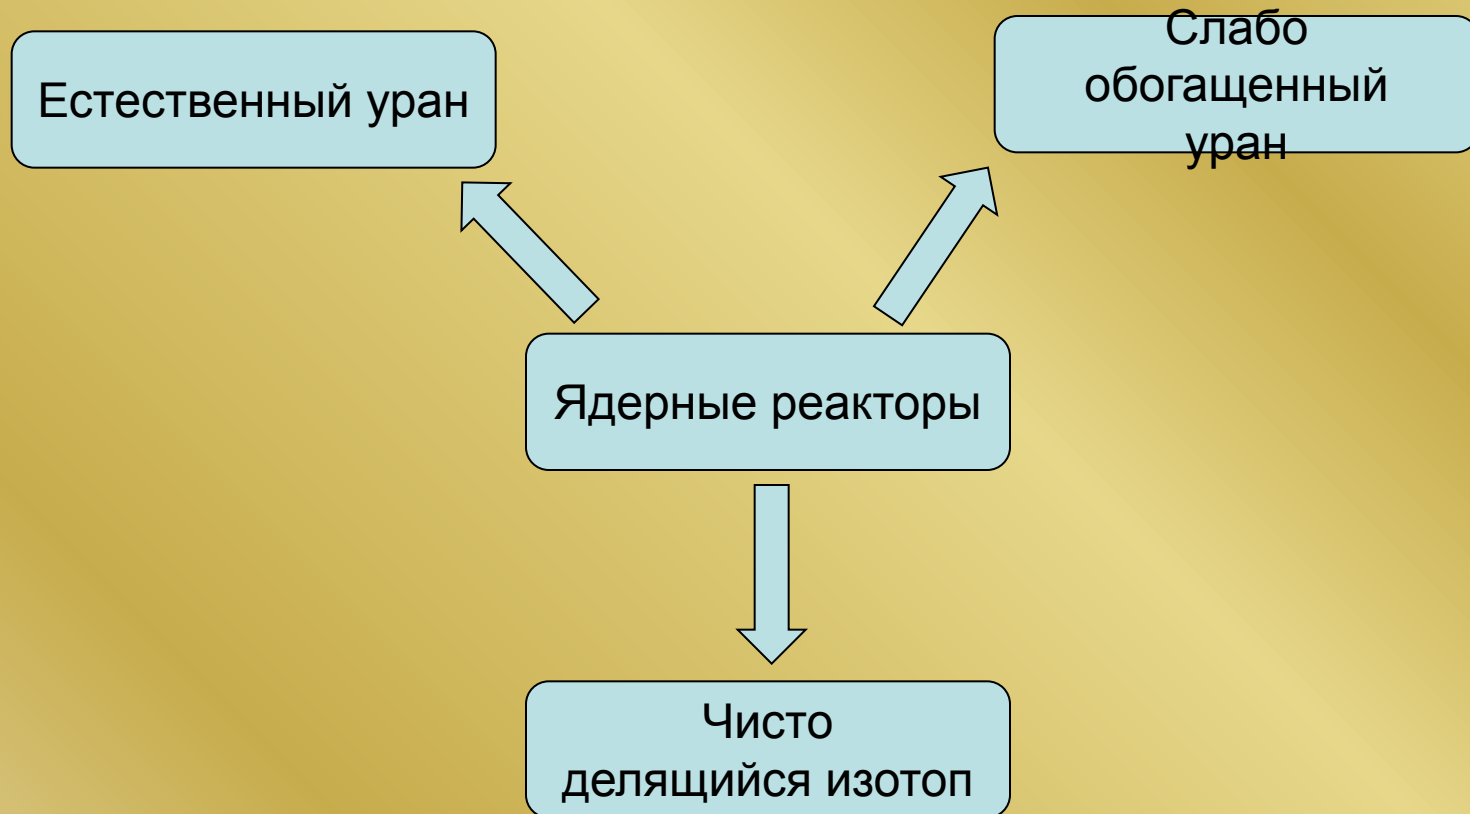 Естественный уран
Слабо
обогащенный
уран
Ядерные реакторы
Чисто
делящийся изотоп